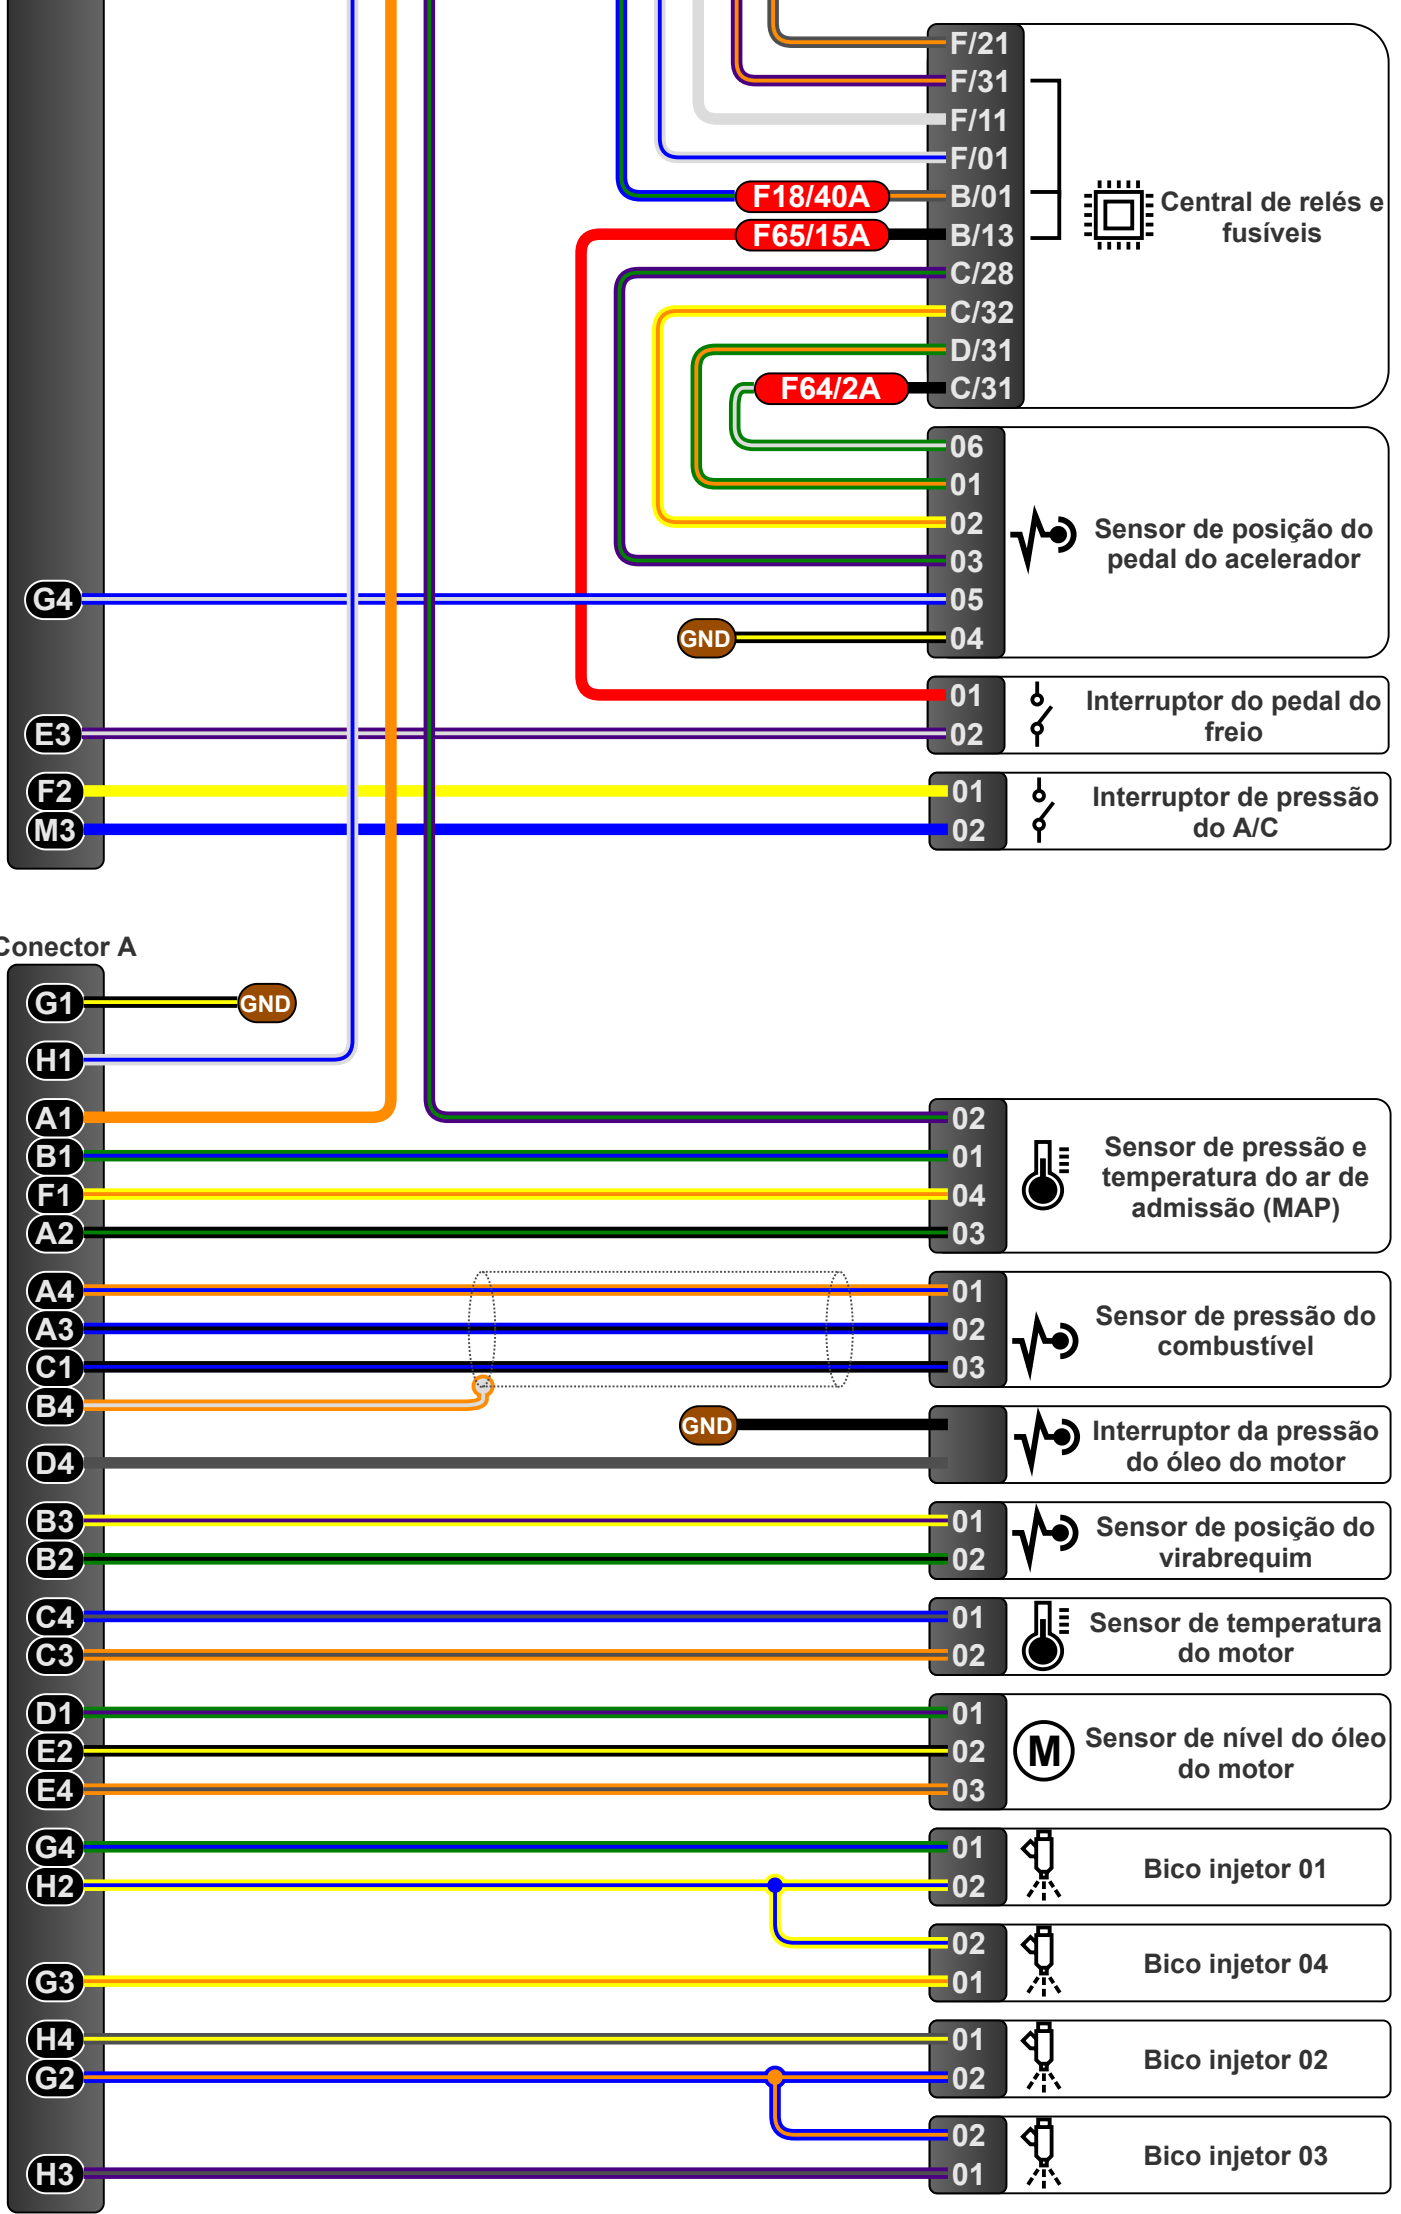 F/21
F/31
F/11
F/01
F18/40A B/01
F65/15A B/13
C/28
C/32
D/31
F64/2A C/31
Central de relés e
fusíveis
06
01
02
03
G4 05
GND 04
Sensor de posição do
pedal do acelerador
01
E3 02
Interruptor do pedal do
freio
F2 01
M3 02
Interruptor de pressão
do A/C
Conector A
G1 GND
H1
A1 02
B1 01
F1 04
A2 03
Sensor de pressão e
temperatura do ar de
admissão (MAP)
A4 01
A3 02
C1 03
B4
Sensor de pressão do
combustível
GND
D4
Interruptor da pressão
do óleo do motor
B3 01
B2 02
Sensor de posição do
virabrequim
C4 01
C3 02
Sensor de temperatura
do motor
D1 01
E2 02
E4 03
M
Sensor de nível do óleo
do motor
G4 01
H2 02
Bico injetor 01
02
G3 01
Bico injetor 04
H4 01
G2 02
Bico injetor 02
02
H3 01
Bico injetor 03